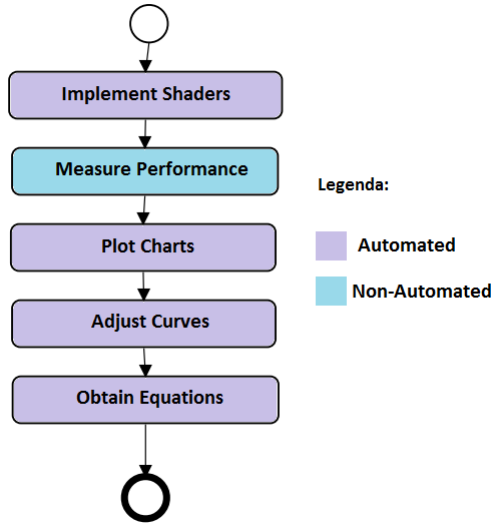 Implement Shaders
Measure Performance
Legenda:
Plot Charts
Automated
Non-Automated
Adjust Curves
Obtain Equations